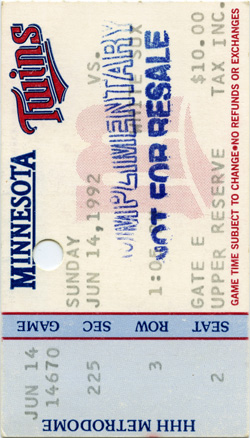 MINNESOTA Twins
SUNDAY VS.
JUN 14,1992
COMPLIMENTARY
NOT FOR RESALE
GATE E $10.00
UPPER RESERVE TAX INC.
GAME TIME SUBJECT TO CHANGE•NO REFUNDS OR EXCHANGES
GAME SEC ROW SEAT
JUN 14
14670 225 3 2
HHH METRODOME